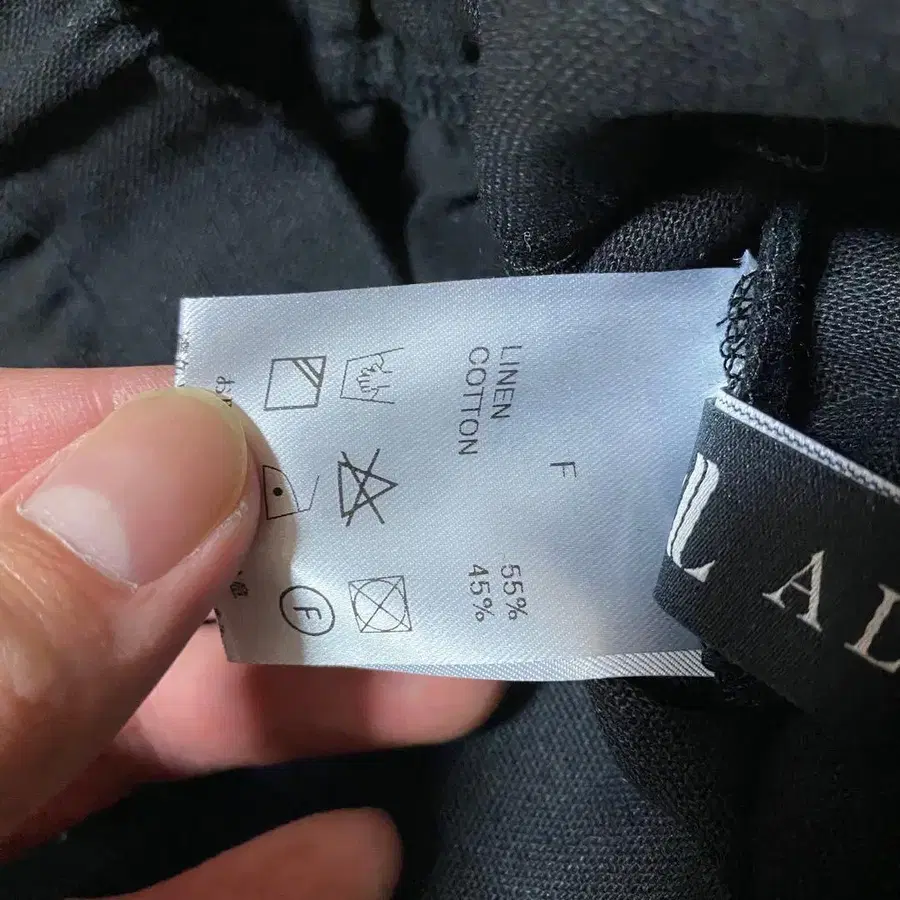 F
LINEN 55%
COTTON 45%
F
L AL